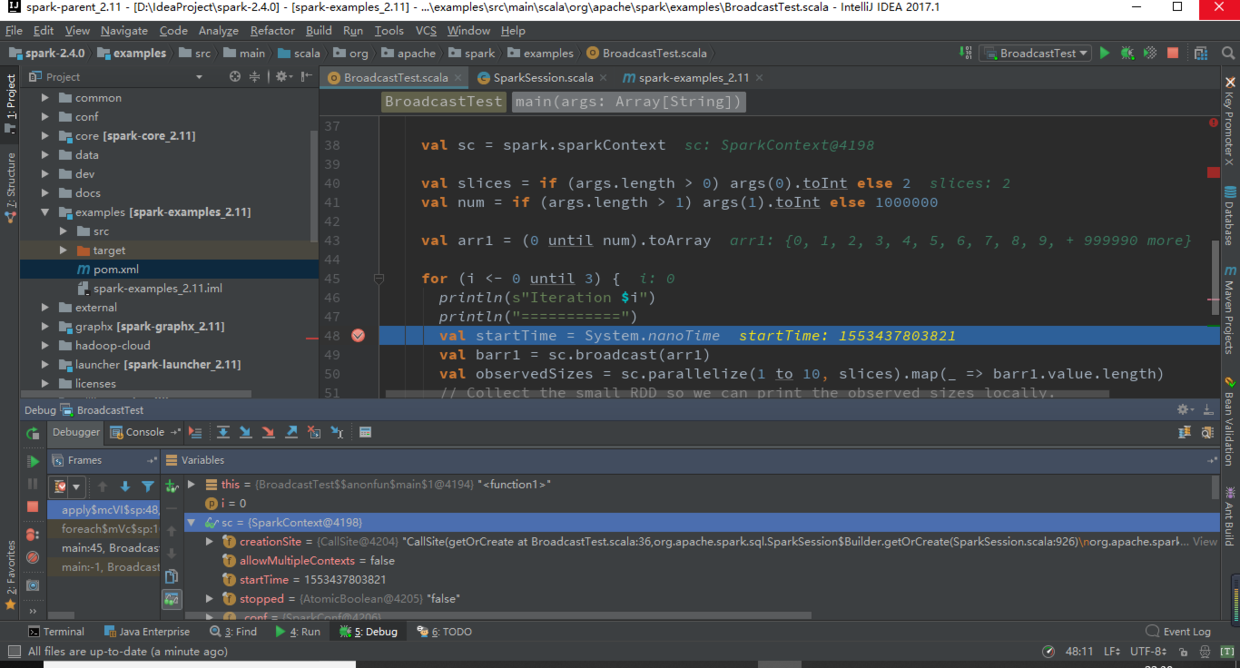 spark-parent_2.11 - [D:\IdeaProject\spark-2.4.0] - [spark-examples_2.11] - ...\examples\src\main\scala\org\apache\spark\examples\BroadcastTest.scala - IntelliJ IDEA 2017.1
File Edit View Navigate Code Analyze Refactor Build Run Tools VCS Window Help
spark-2.4.0 examples src main scala org apache spark examples BroadcastTest.scala BroadcastTest
Project BroadcastTest.scala SparkSession.scala spark-examples_2.11
BroadcastTest main(args: Array[String])
1: Project
Z: Structure
2: Favorites
common
conf
core [spark-core_2.11]
data
dev
docs
examples [spark-examples_2.11]
src
target
pom.xml
spark-examples_2.11.iml
external
graphx [spark-graphx_2.11]
hadoop-cloud
launcher [spark-launcher_2.11]
licenses
37
38 val sc = spark.sparkContext sc: SparkContext@4198
39
40 val slices = if (args.length > 0) args(0).toInt else 2 slices: 2
41 val num = if (args.length > 1) args(1).toInt else 1000000
42
43 val arr1 = (0 until num).toArray arr1: {0, 1, 2, 3, 4, 5, 6, 7, 8, 9, + 999990 more}
44
45 for (i <- 0 until 3) { i: 0
46 println(s"Iteration $i")
47 println("===========")
48 val startTime = System.nanoTime startTime: 1553437803821
49 val barr1 = sc.broadcast(arr1)
50 val observedSizes = sc.parallelize(1 to 10, slices).map(_ => barr1.value.length)
51 // Collect the small RDD so we can print the observed sizes locally.
Key Promoter X
Database
Maven Projects
Bean Validation
Ant Build
Debug BroadcastTest
Debugger Console
Frames Variables
apply$mcVI$sp:48,
foreach$mVc$sp:1
main:45, Broadcas
main:-1, Broadcast
this = {BroadcastTest$$anonfun$main$1@4194} "<function1>"
i = 0
sc = {SparkContext@4198}
creationSite = {CallSite@4204} "CallSite(getOrCreate at BroadcastTest.scala:36,org.apache.spark.sql.SparkSession$Builder.getOrCreate(SparkSession.scala:926)\norg.apache.spark... View
allowMultipleContexts = false
startTime = 1553437803821
stopped = {AtomicBoolean@4205} "false"
_conf = {SparkConf@4206}
Terminal Java Enterprise 3: Find 4: Run 5: Debug 6: TODO Event Log
All files are up-to-date (a minute ago) 48:11 LF÷ UTF-8÷